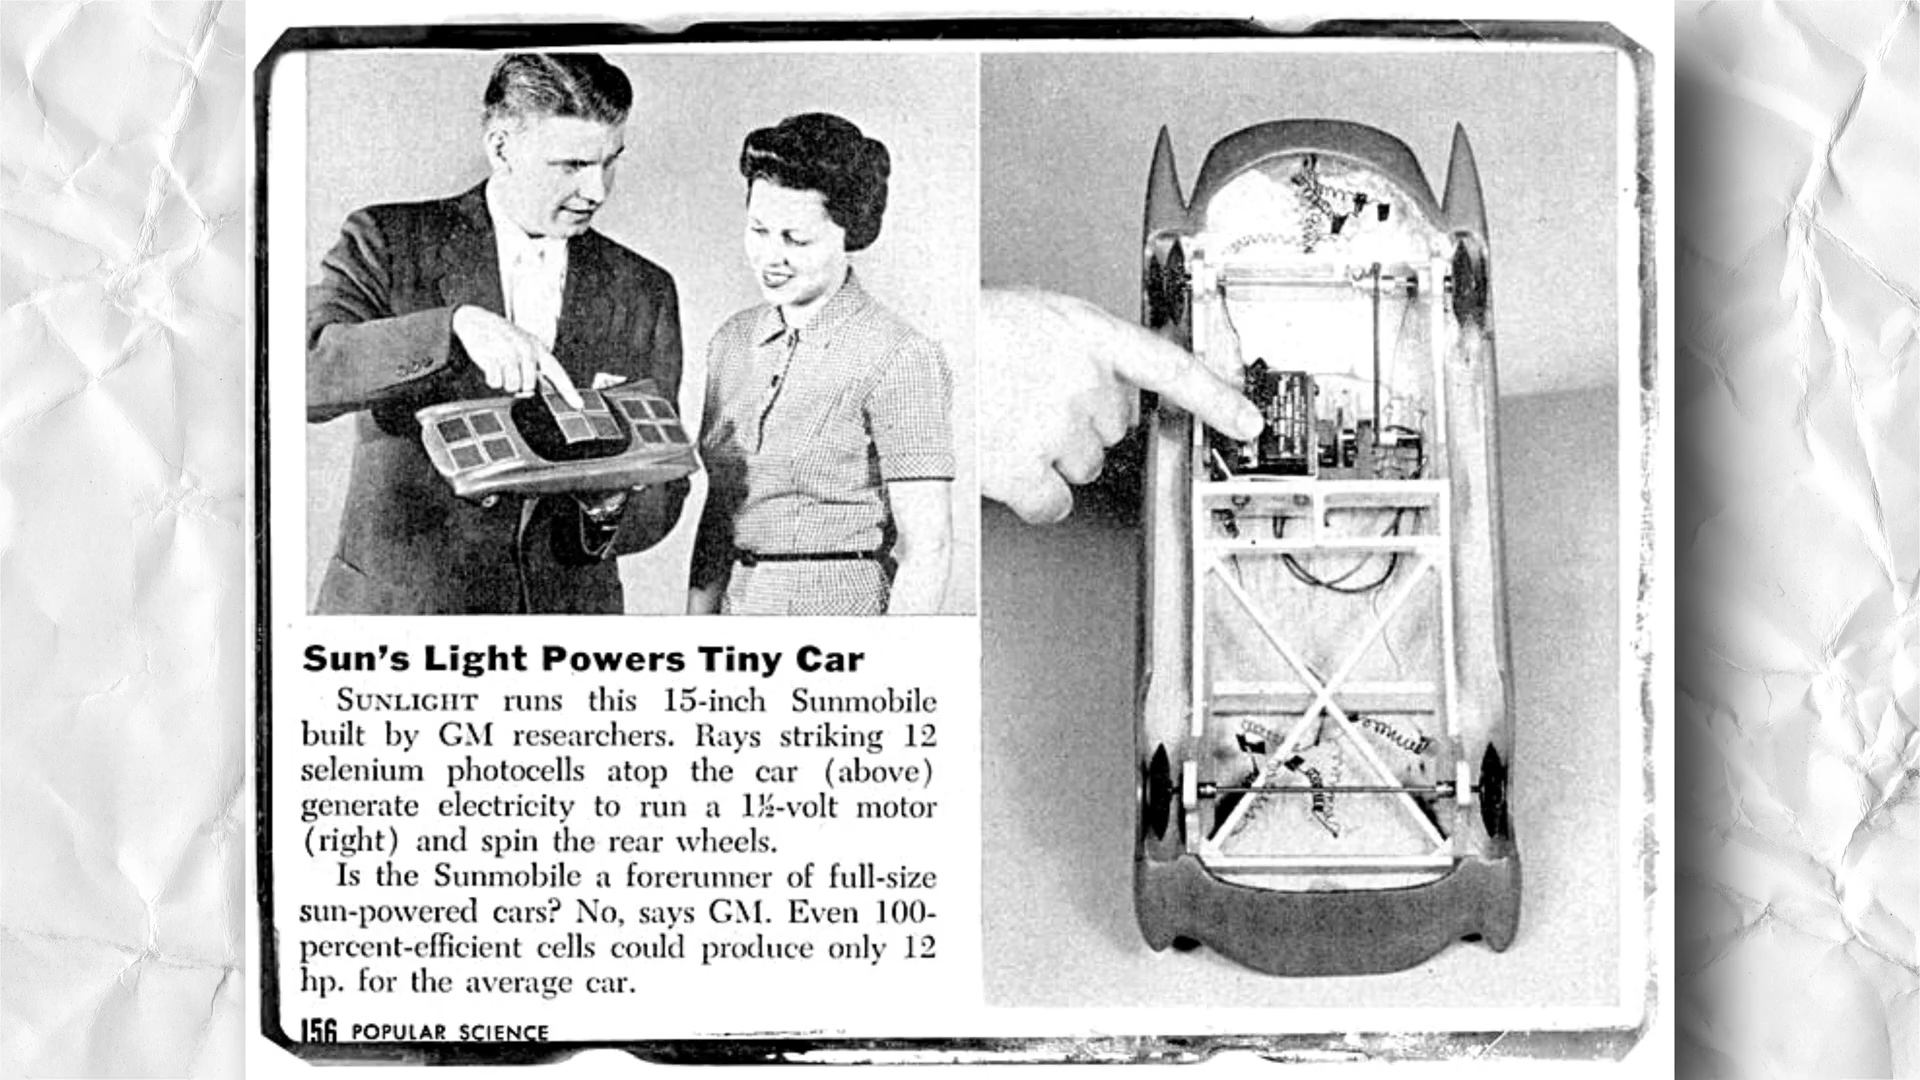 Sun's Light Powers Tiny Car
SUNLIGHT runs this 15-inch Sunmobile
built by GM researchers. Rays striking 12
selenium photocells atop the car (above)
generate electricity to run a 1½-volt motor
(right) and spin the rear wheels.
Is the Sunmobile a forerunner of full-size
sun-powered cars? No, says GM. Even 100-
percent-efficient cells could produce only 12
hp. for the average car.
156 POPULAR SCIENCE